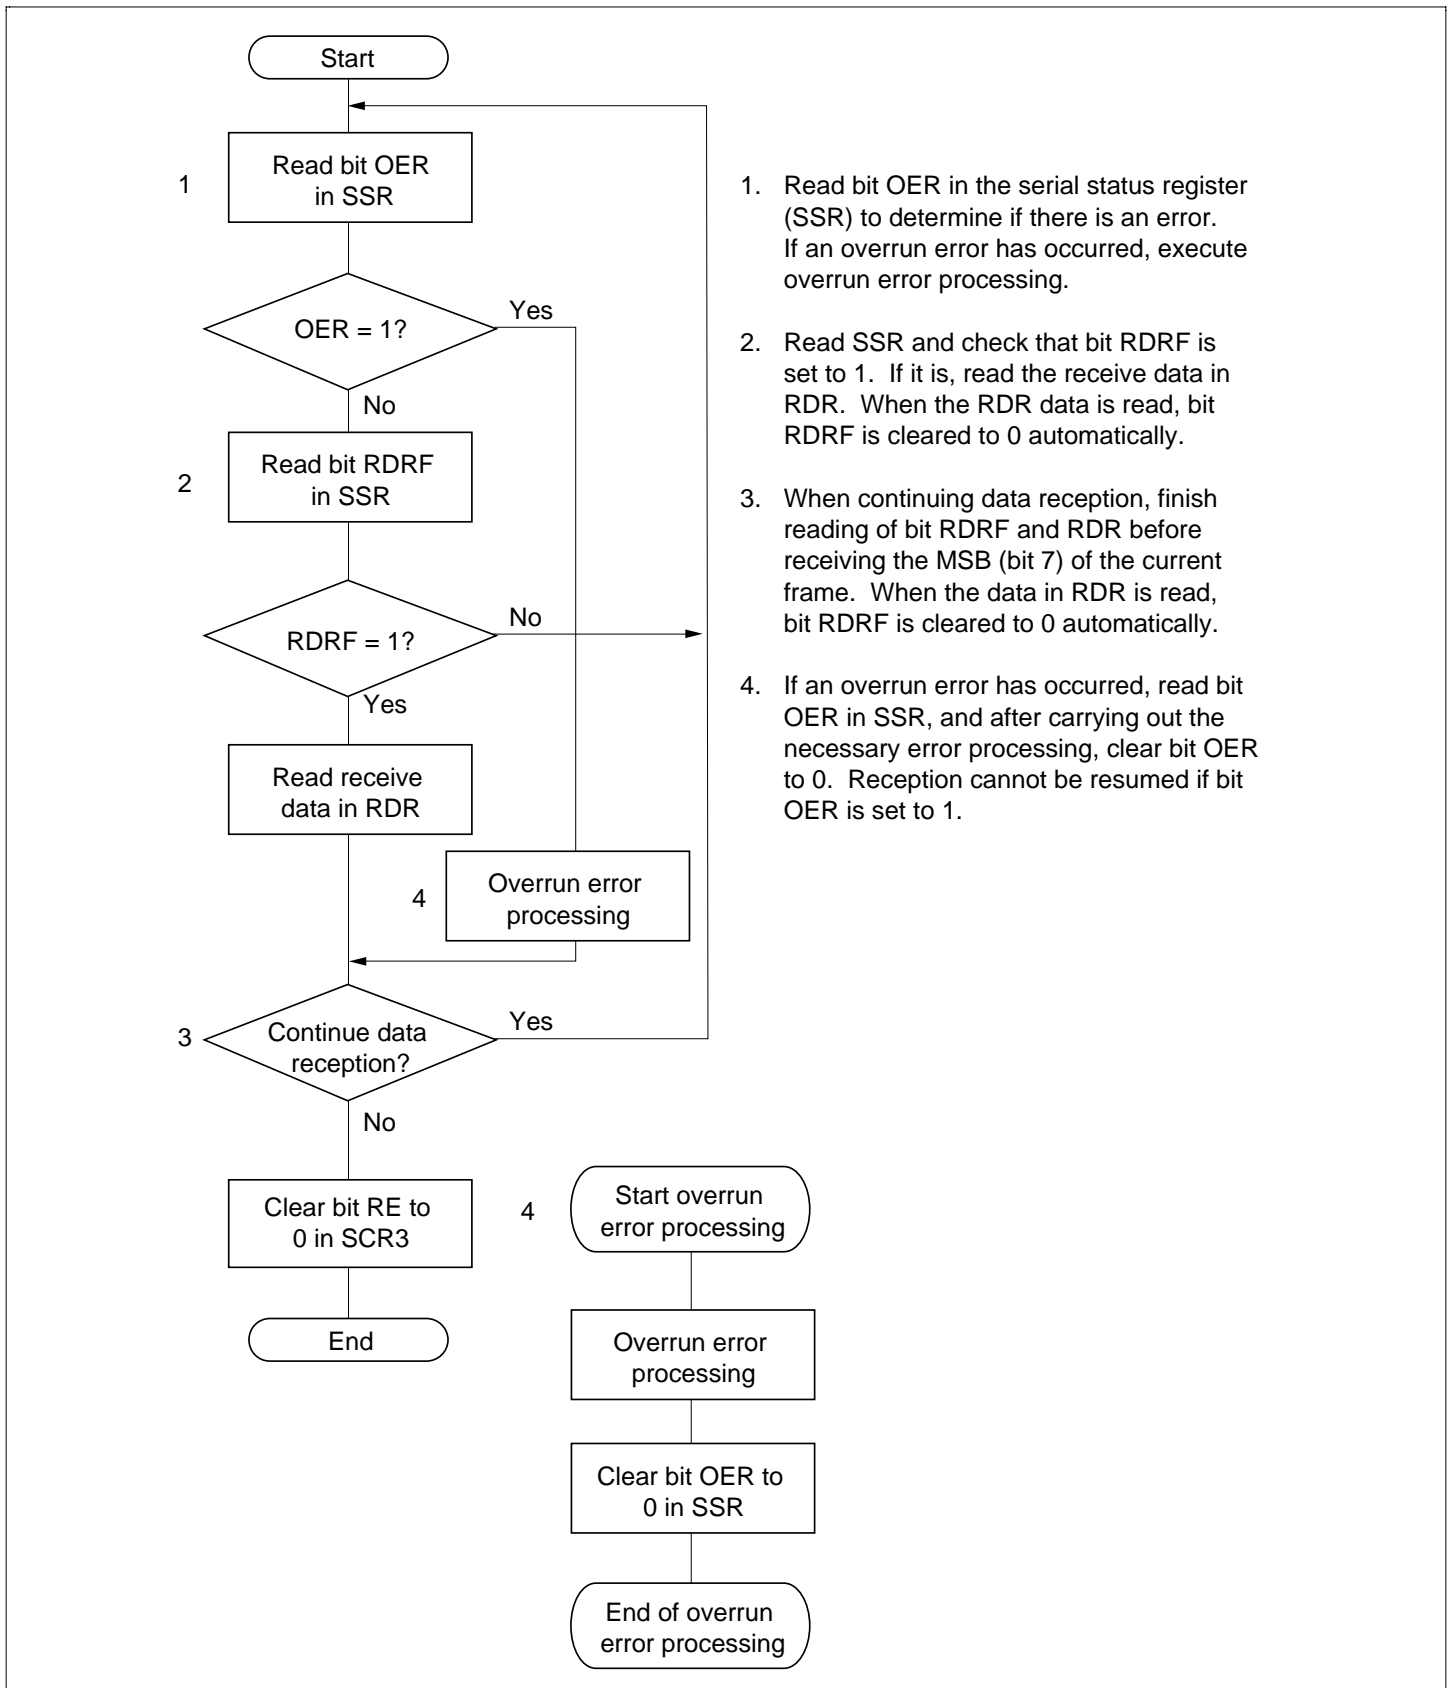 Start
1
Read bit OER
in SSR
OER = 1?
Yes
No
2
Read bit RDRF
in SSR
RDRF = 1?
No
Yes
Read receive
data in RDR
4
Overrun error
processing
3
Continue data
reception?
Yes
No
Clear bit RE to
0 in SCR3
End
4
Start overrun
error processing
Overrun error
processing
Clear bit OER to
0 in SSR
End of overrun
error processing
1. Read bit OER in the serial status register
(SSR) to determine if there is an error.
If an overrun error has occurred, execute
overrun error processing.
2. Read SSR and check that bit RDRF is
set to 1. If it is, read the receive data in
RDR. When the RDR data is read, bit
RDRF is cleared to 0 automatically.
3. When continuing data reception, finish
reading of bit RDRF and RDR before
receiving the MSB (bit 7) of the current
frame. When the data in RDR is read,
bit RDRF is cleared to 0 automatically.
4. If an overrun error has occurred, read bit
OER in SSR, and after carrying out the
necessary error processing, clear bit OER
to 0. Reception cannot be resumed if bit
OER is set to 1.